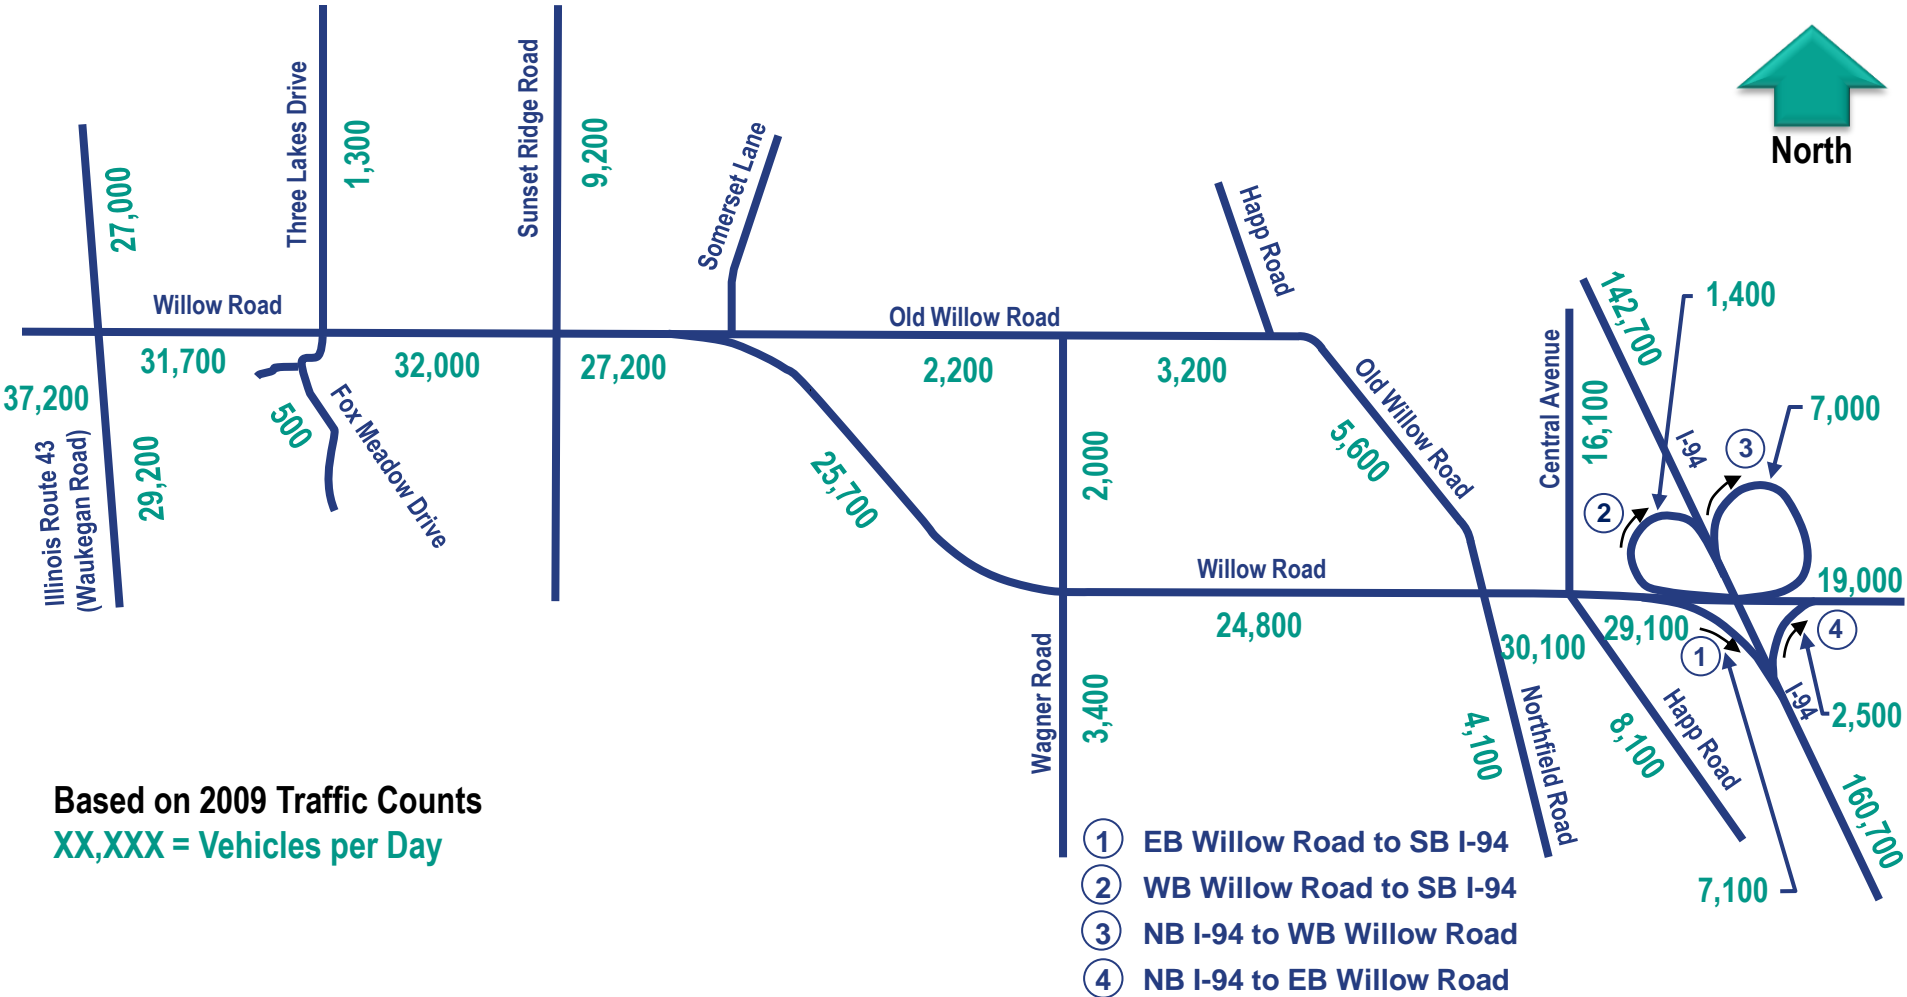 North
Three Lakes Drive
1,300
Sunset Ridge Road
9,200
27,000
Somerset Lane
Happ Road
142,700
1,400
Willow Road
Old Willow Road
31,700
32,000
27,200
2,200
3,200
37,200
Illinois Route 43
(Waukegan Road)
29,200
500
Fox Meadow Drive
25,700
2,000
5,600
Old Willow Road
Central Avenue
16,100
I-94
3
7,000
2
Willow Road
24,800
19,000
30,100
29,100
1
4
Wagner Road
3,400
4,100
Northfield Road
8,100
Happ Road
I-94
2,500
160,700
7,100
Based on 2009 Traffic Counts
XX,XXX = Vehicles per Day
1 EB Willow Road to SB I-94
2 WB Willow Road to SB I-94
3 NB I-94 to WB Willow Road
4 NB I-94 to EB Willow Road